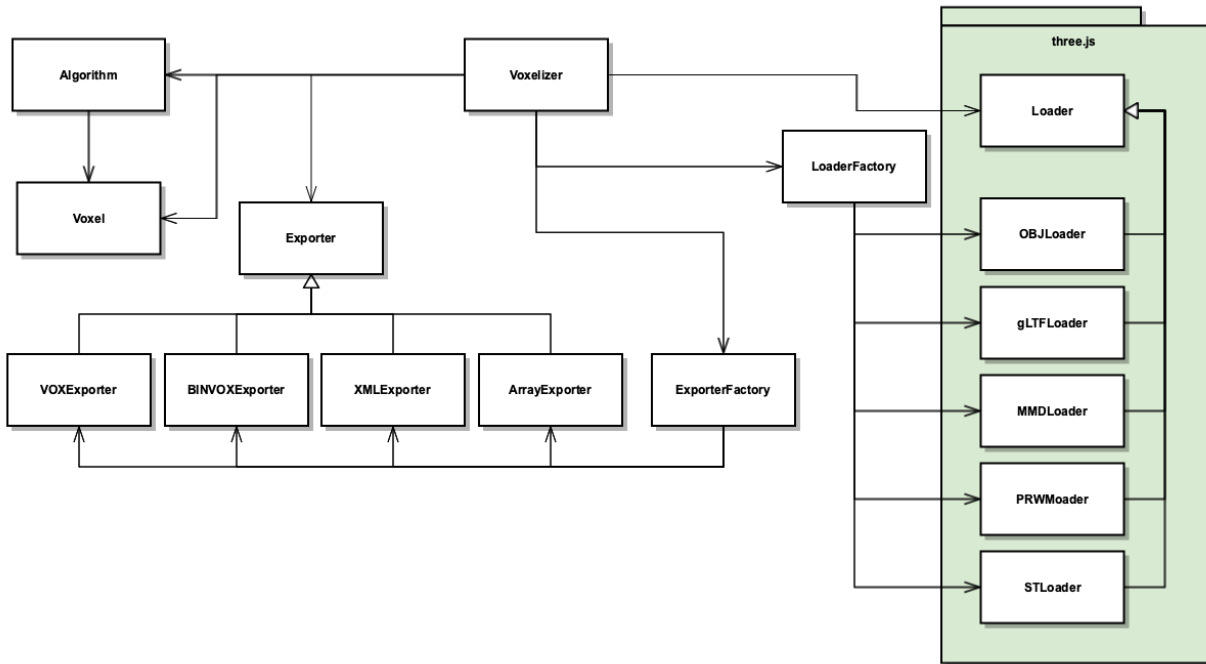 three.js
Algorithm
Voxelizer
Loader
LoaderFactory
Voxel
Exporter
OBJLoader
gLTFLoader
VOXExporter
BINVOXExporter
XMLExporter
ArrayExporter
ExporterFactory
MMDLoader
PRWMoader
STLoader